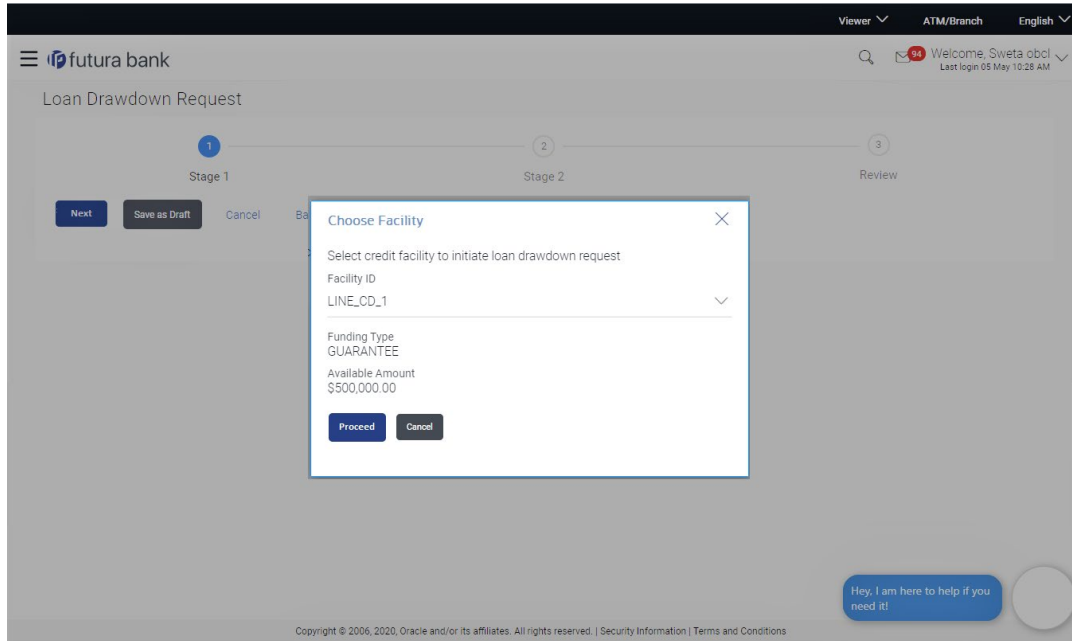 Viewer ATM/Branch English
futura bank 94 Welcome, Sweta obcl
Last login 05 May 10:28 AM
Loan Drawdown Request
1 2 3
Stage 1 Stage 2 Review
Next Save as Draft Cancel Ba
Choose Facility
Select credit facility to initiate loan drawdown request
Facility ID
LINE_CD_1
Funding Type
GUARANTEE
Available Amount
$500,000.00
Proceed Cancel
Hey, I am here to help if you
need it!
Copyright © 2006, 2020, Oracle and/or its affiliates. All rights reserved. | Security Information | Terms and Conditions